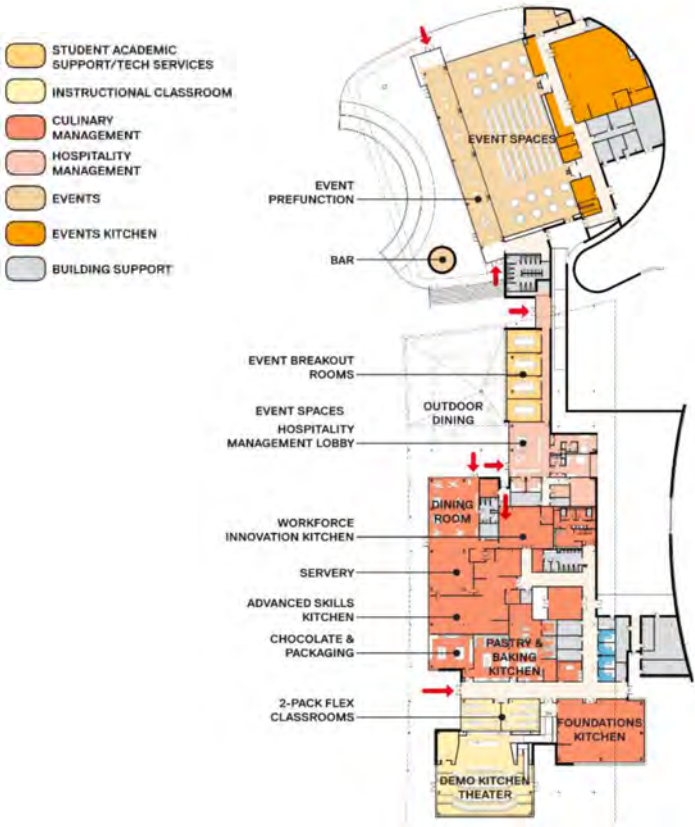 STUDENT ACADEMIC
SUPPORT/TECH SERVICES
INSTRUCTIONAL CLASSROOM
CULINARY
MANAGEMENT
HOSPITALITY
MANAGEMENT
EVENTS
EVENTS KITCHEN
BUILDING SUPPORT
EVENT SPACES
EVENT
PREFUNCTION
BAR
EVENT BREAKOUT
ROOMS
EVENT SPACES
OUTDOOR
DINING
HOSPITALITY
MANAGEMENT LOBBY
DINING
ROOM
WORKFORCE
INNOVATION KITCHEN
SERVERY
ADVANCED SKILLS
KITCHEN
CHOCOLATE &
PACKAGING
PASTRY &
BAKING
KITCHEN
2-PACK FLEX
CLASSROOMS
FOUNDATIONS
KITCHEN
DEMO KITCHEN
THEATER